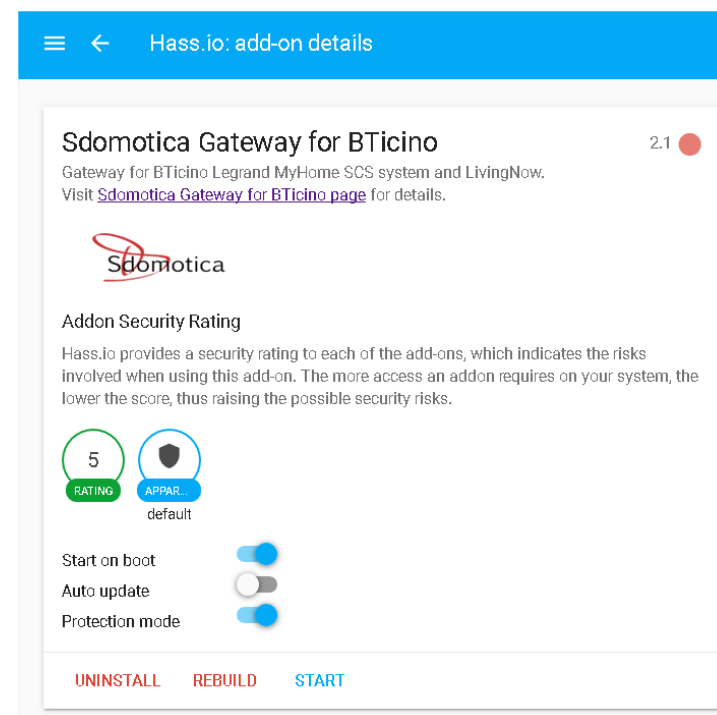 Hass.io: add-on details
Sdomotica Gateway for BTicino
2.1
Gateway for BTicino Legrand MyHome SCS system and LivingNow.
Visit Sdomotica Gateway for BTicino page for details.
Sdomotica
Addon Security Rating
Hass.io provides a security rating to each of the add-ons, which indicates the risks
involved when using this add-on. The more access an addon requires on your system, the
lower the score, thus raising the possible security risks.
5
RATING
APPAR...
default
Start on boot
Auto update
Protection mode
UNINSTALL REBUILD START